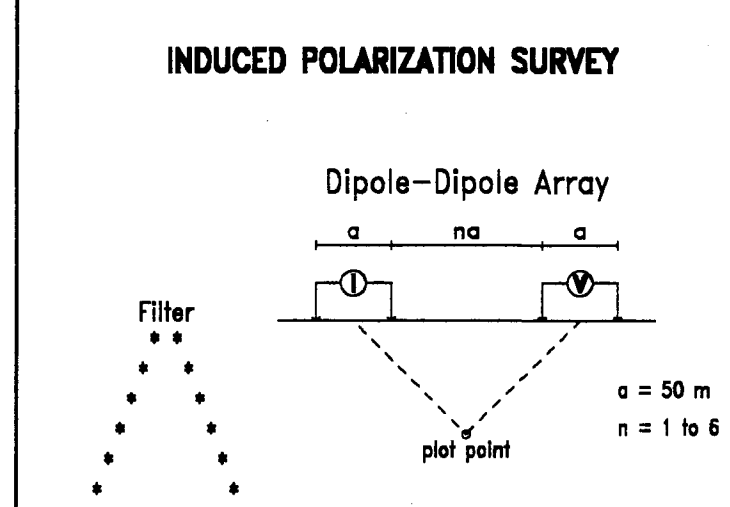 INDUCED POLARIZATION SURVEY
Dipole-Dipole Array
a na a
I V
Filter
* *
* *
* *
* *
* *
* *
a = 50 m
n = 1 to 6
plot point